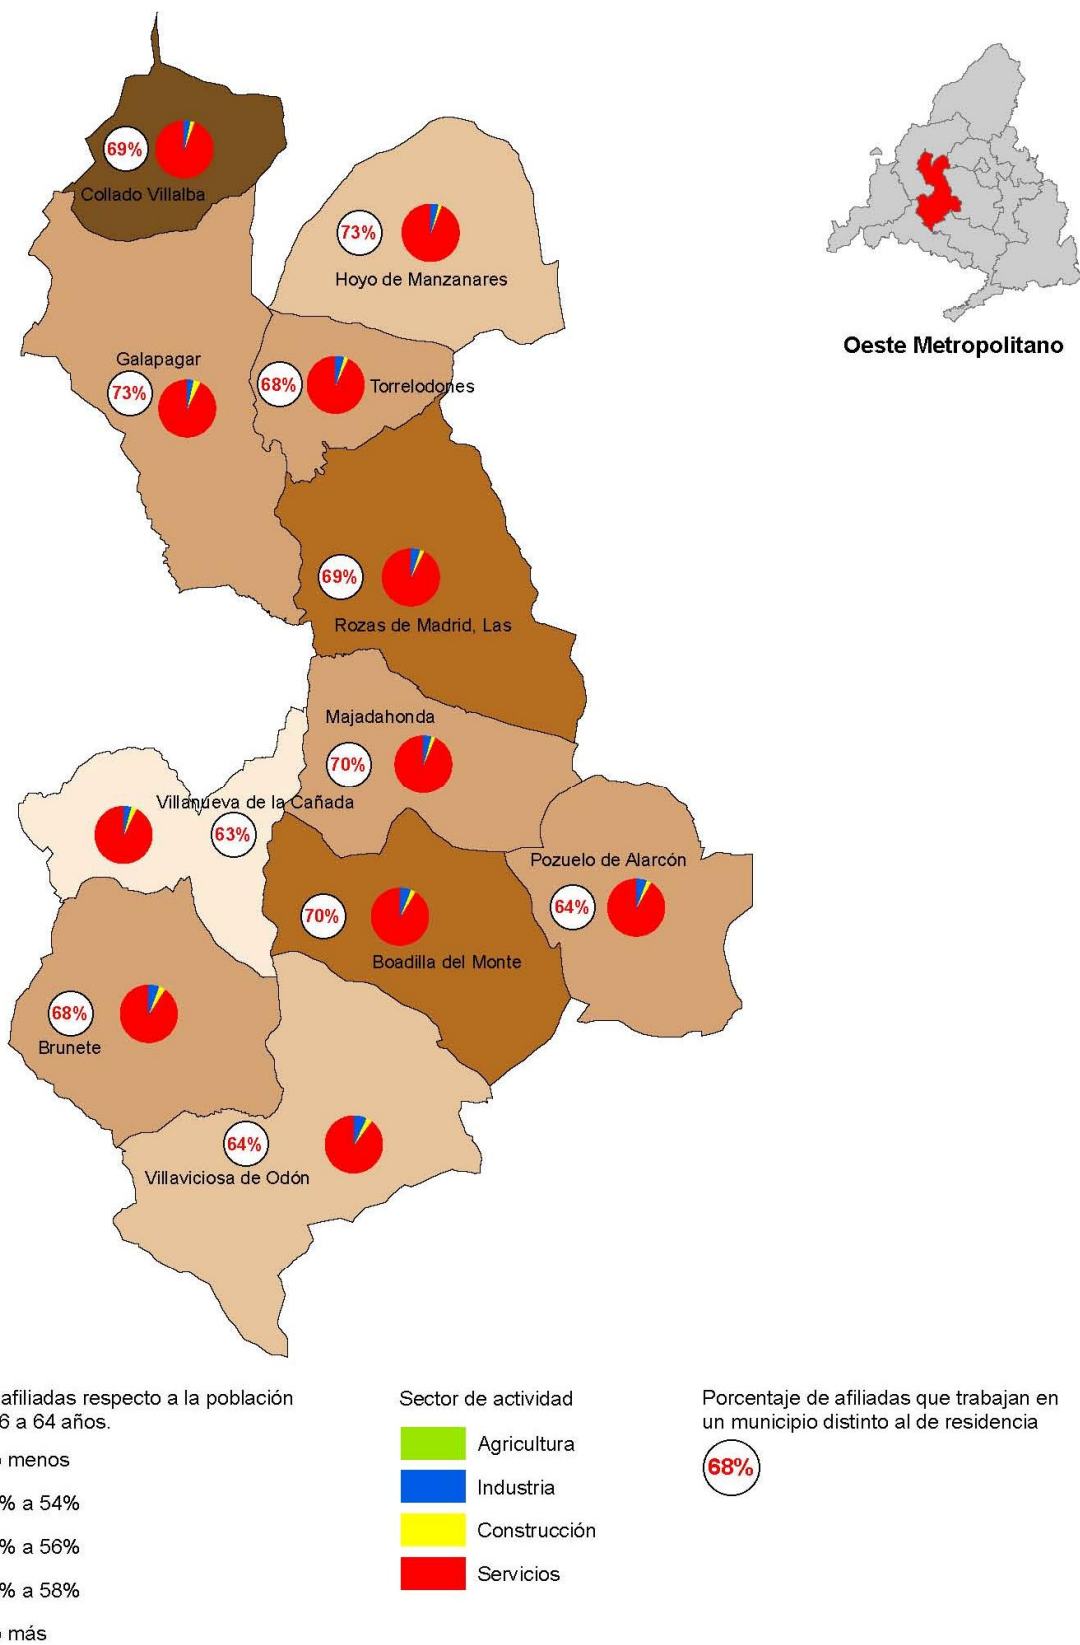 69%
Collado Villalba
73%
Hoyo de Manzanares
Oeste Metropolitano
Galapagar
73%
68%
Torrelodones
69%
Rozas de Madrid, Las
Majadahonda
70%
Villanueva de la Cañada
63%
Pozuelo de Alarcón
64%
70%
Boadilla del Monte
68%
Brunete
64%
Villaviciosa de Odón
afiliadas respecto a la población
6 a 64 años.
menos
% a 54%
% a 56%
% a 58%
más
Sector de actividad
Agricultura
Industria
Construcción
Servicios
Porcentaje de afiliadas que trabajan en
un municipio distinto al de residencia
68%